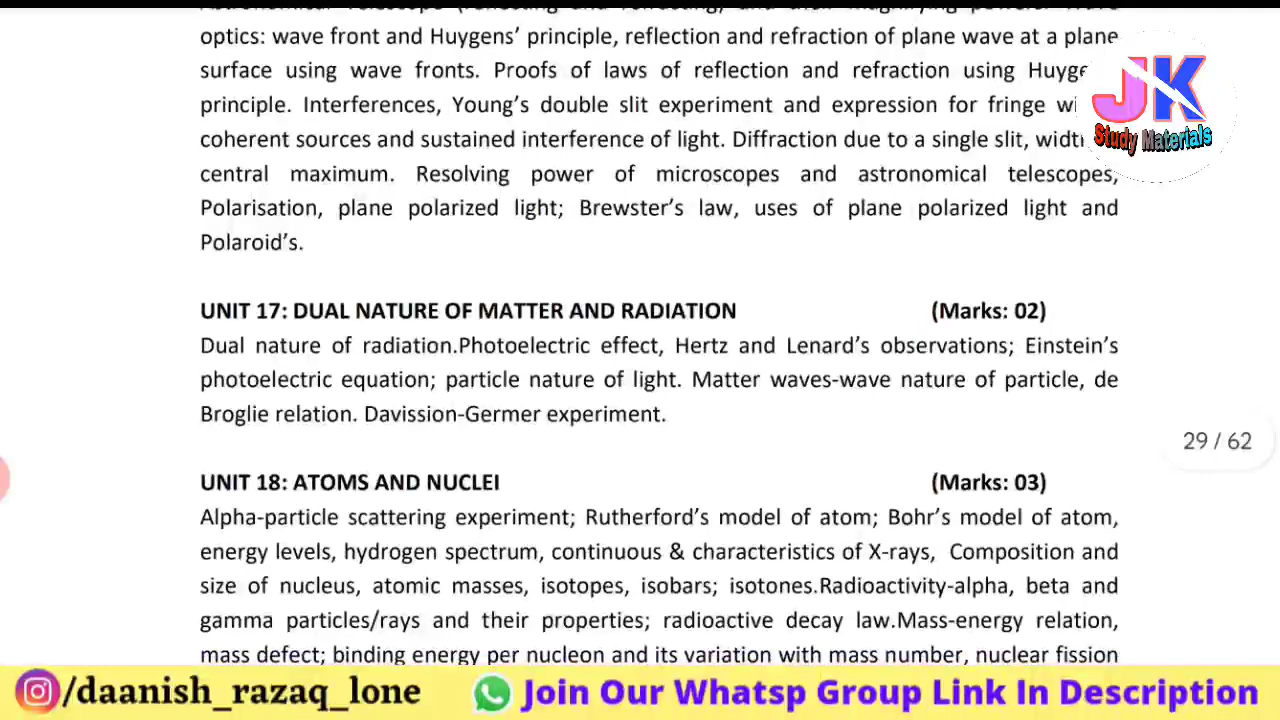 optics: wave front and Huygens’ principle, reflection and refraction of plane wave at a plane
surface using wave fronts. Proofs of laws of reflection and refraction using
principle. Interferences, Young’s double slit experiment and expression for fringe
coherent sources and sustained interference of light. Diffraction due to a single slit,
central maximum. Resolving power of microscopes and astronomical telescopes,
Polarisation, plane polarized light; Brewster’s law, uses of plane polarized light and
Polaroid’s.
JK
Study Materials
UNIT 17: DUAL NATURE OF MATTER AND RADIATION (Marks: 02)
Dual nature of radiation.Photoelectric effect, Hertz and Lenard’s observations; Einstein’s
photoelectric equation; particle nature of light. Matter waves-wave nature of particle, de
Broglie relation. Davission-Germer experiment.
29 / 62
UNIT 18: ATOMS AND NUCLEI (Marks: 03)
Alpha-particle scattering experiment; Rutherford’s model of atom; Bohr’s model of atom,
energy levels, hydrogen spectrum, continuous & characteristics of X-rays, Composition and
size of nucleus, atomic masses, isotopes, isobars; isotones.Radioactivity-alpha, beta and
gamma particles/rays and their properties; radioactive decay law.Mass-energy relation,
mass defect; binding energy per nucleon and its variation with mass number, nuclear fission
/daanish_razaq_lone Join Our Whatsp Group Link In Description